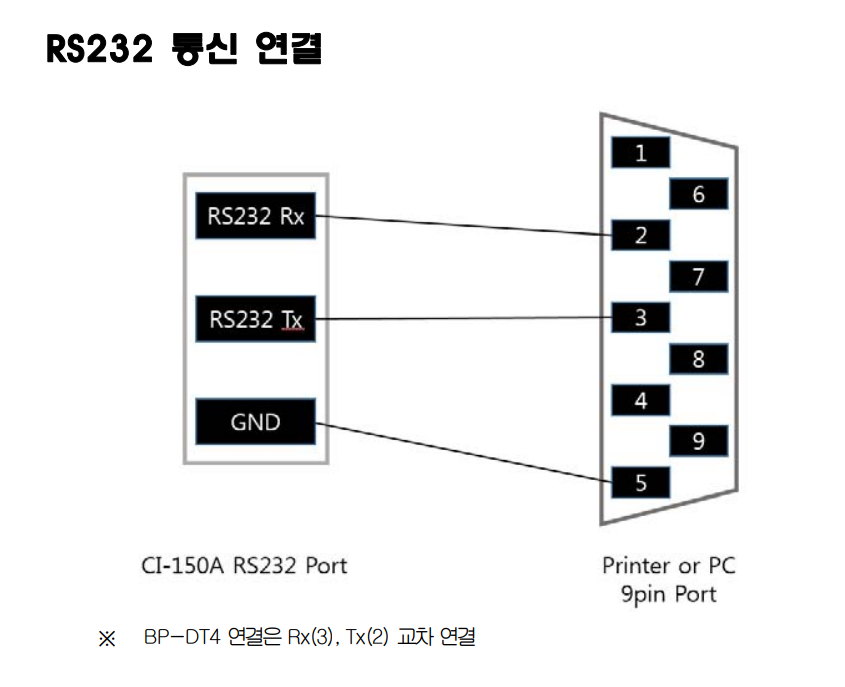 RS232 통신 연결
1
6
RS232 Rx
2
7
RS232 Tx
3
8
4
GND
9
5
CI-150A RS232 Port
Printer or PC
9pin Port
※ BP-DT4 연결은 Rx(3), Tx(2) 교차 연결